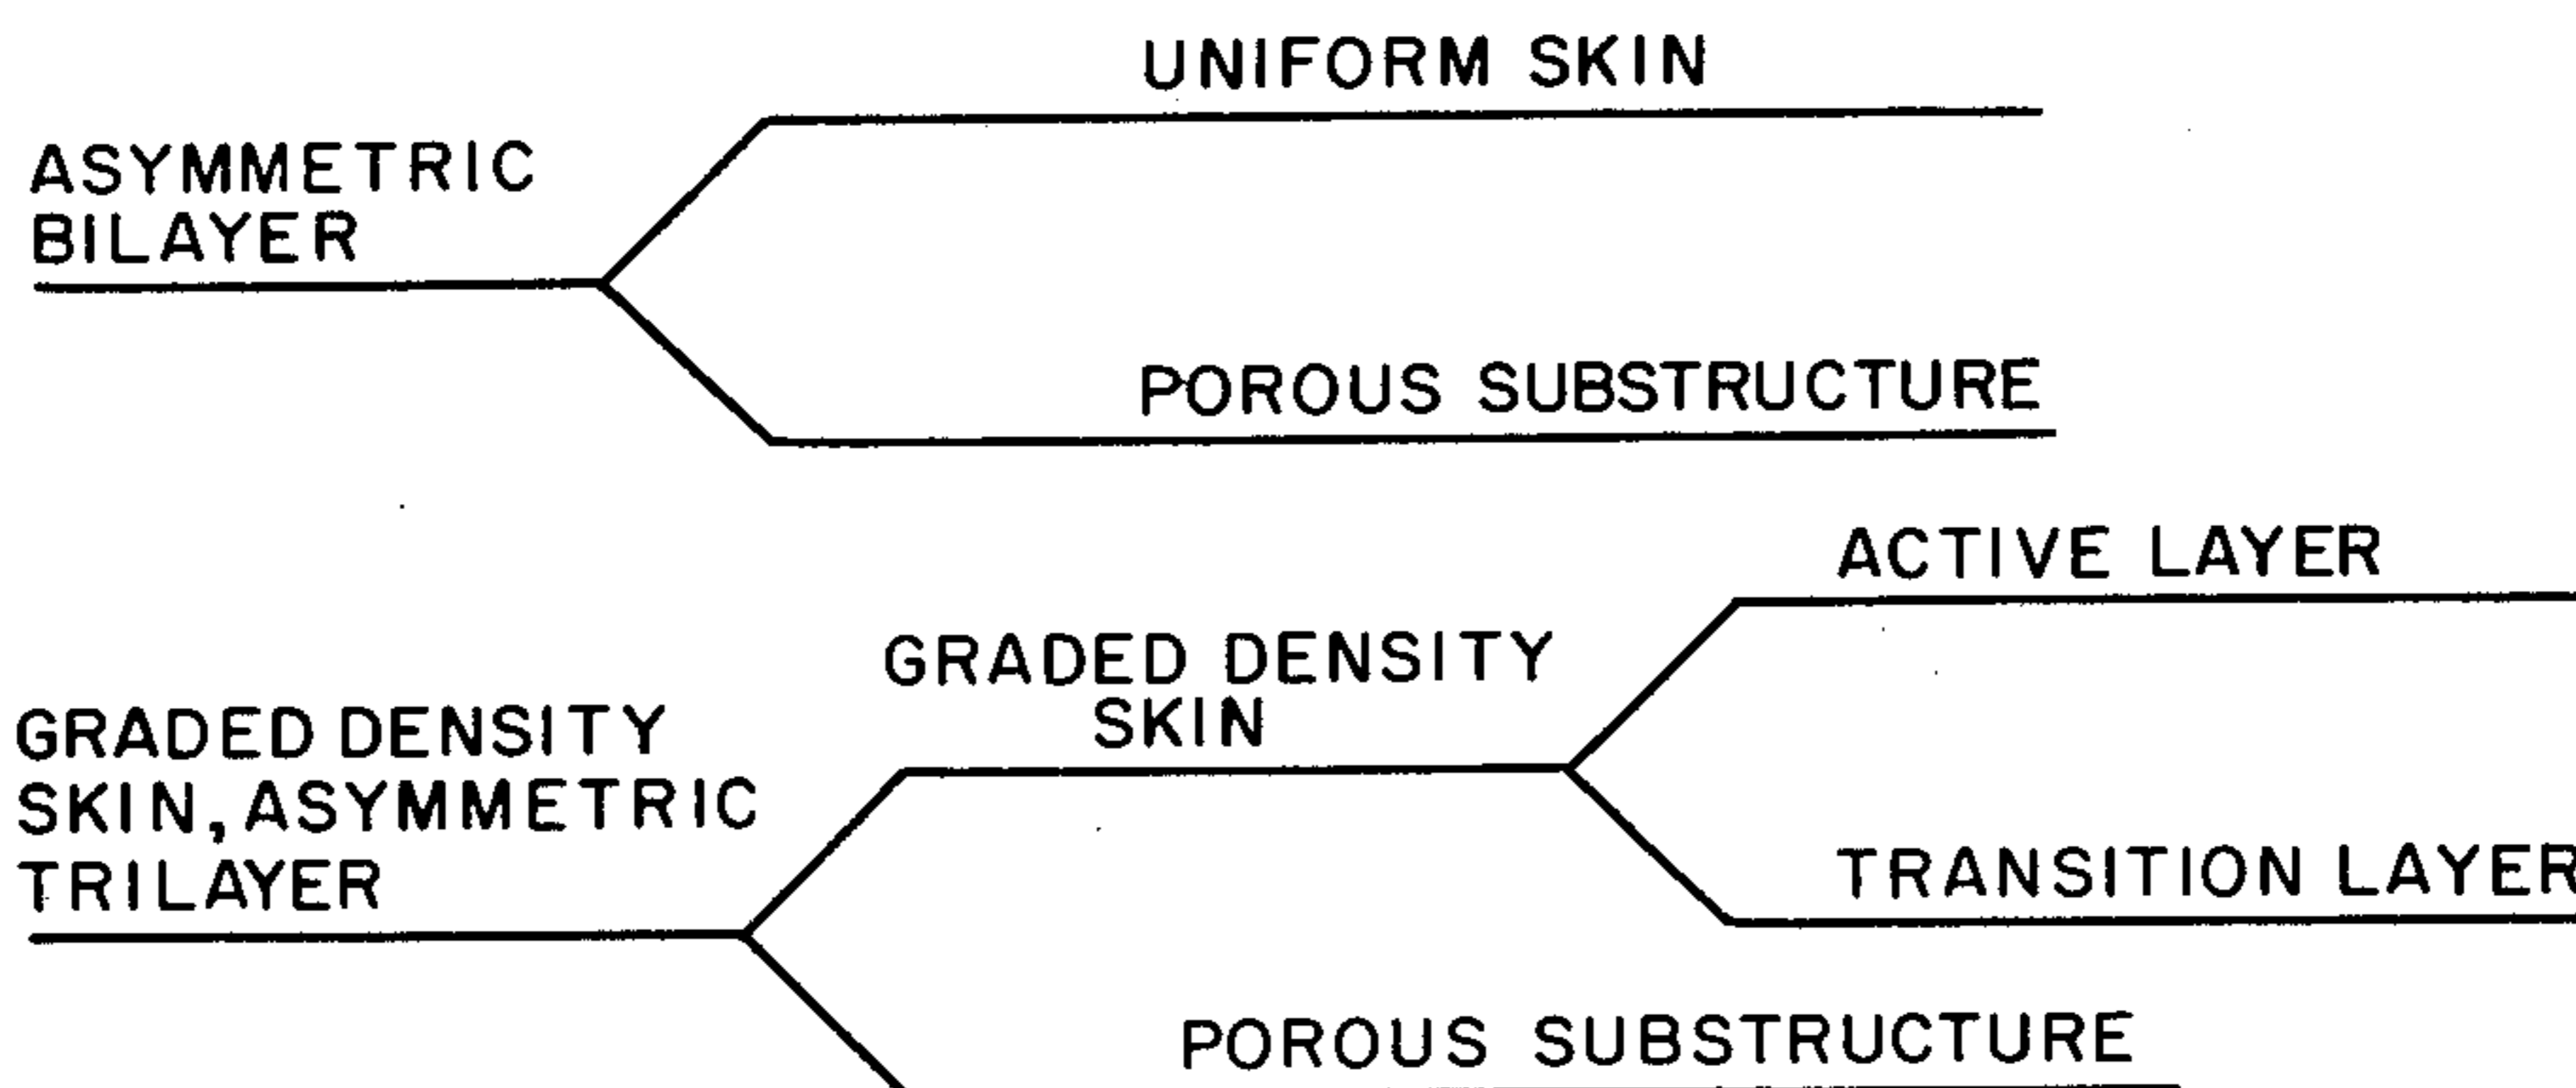 UNIFORM SKIN
ASYMMETRIC
BILAYER
POROUS SUBSTRUCTURE
ACTIVE LAYER
GRADED DENSITY
SKIN
GRADED DENSITY
SKIN, ASYMMETRIC
TRILAYER
TRANSITION LAYER
POROUS SUBSTRUCTURE